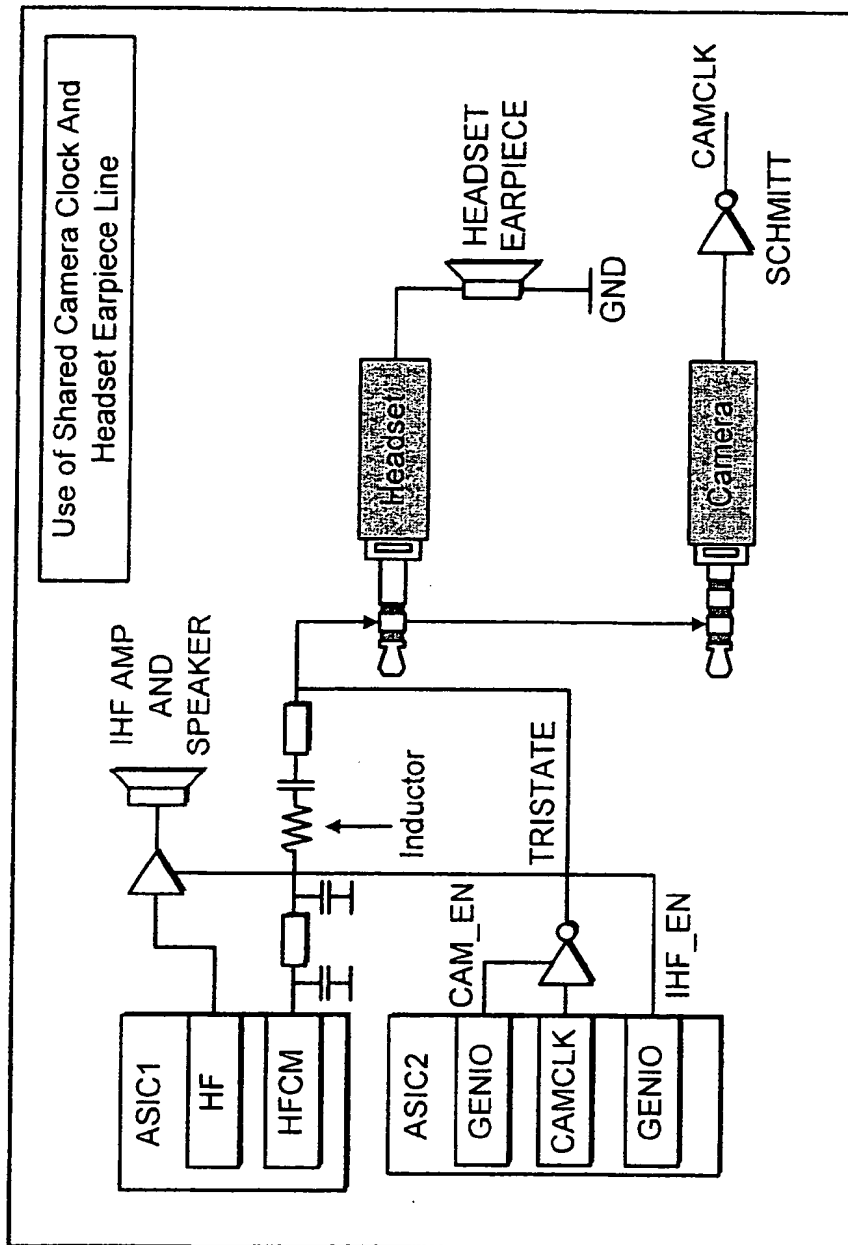 Use of Shared Camera Clock And
Headset Earpiece Line
IHF AMP
AND
SPEAKER
ASIC1
HF
HFCM
Inductor
Headset
HEADSET
EARPIECE
GND
TRISTATE
CAM_EN
IHF_EN
ASIC2
GENIO
CAMCLK
GENIO
Camera
CAMCLK
SCHMITT